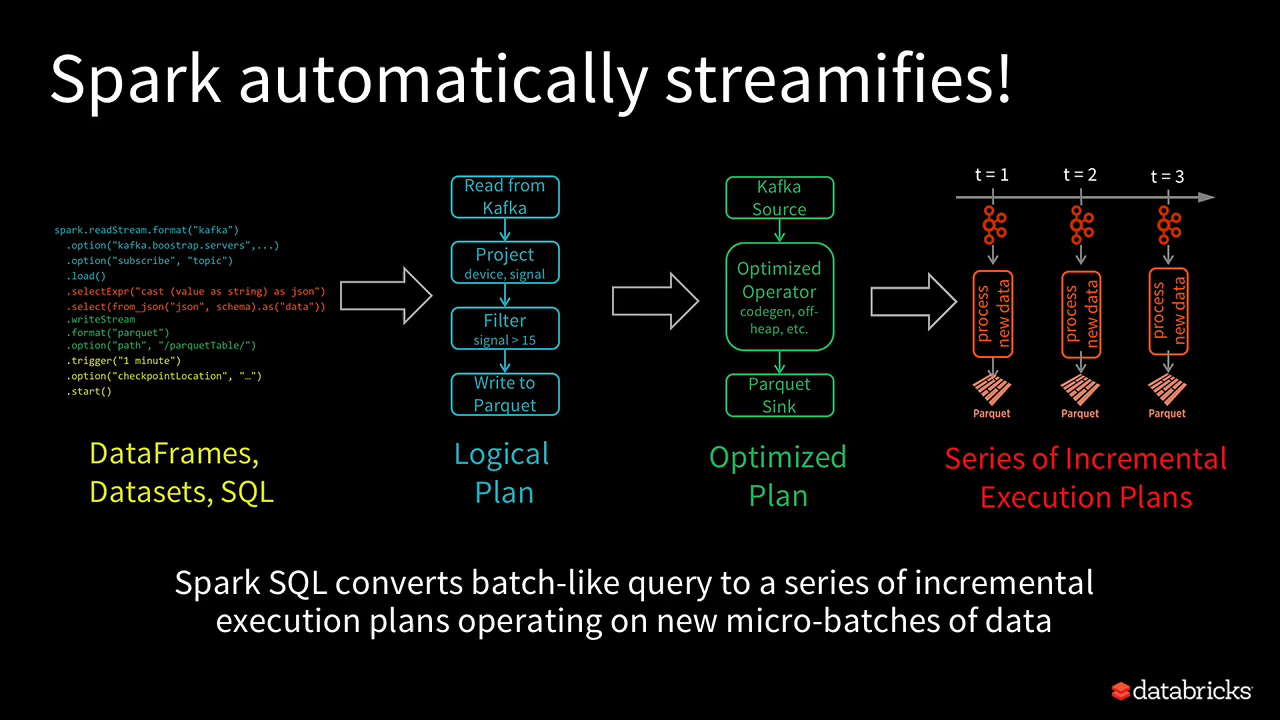 Spark automatically streamifies!
spark.readStream.format("kafka")
.option("kafka.boostrap.servers",...)
.option("subscribe", "topic")
.load()
.selectExpr("cast (value as string) as json")
.select(from_json("json", schema).as("data"))
.writeStream
.format("parquet")
.option("path", "/parquetTable/")
.trigger("1 minute")
.option("checkpointLocation", "…")
.start()
DataFrames,
Datasets, SQL
Read from
Kafka
Project
device, signal
Filter
signal > 15
Write to
Parquet
Logical
Plan
Kafka
Source
Optimized
Operator
codegen, off-
heap, etc.
Parquet
Sink
Optimized
Plan
t = 1
t = 2
t = 3
process
new data
process
new data
process
new data
Parquet
Parquet
Parquet
Series of Incremental
Execution Plans
Spark SQL converts batch-like query to a series of incremental
execution plans operating on new micro-batches of data
databricks